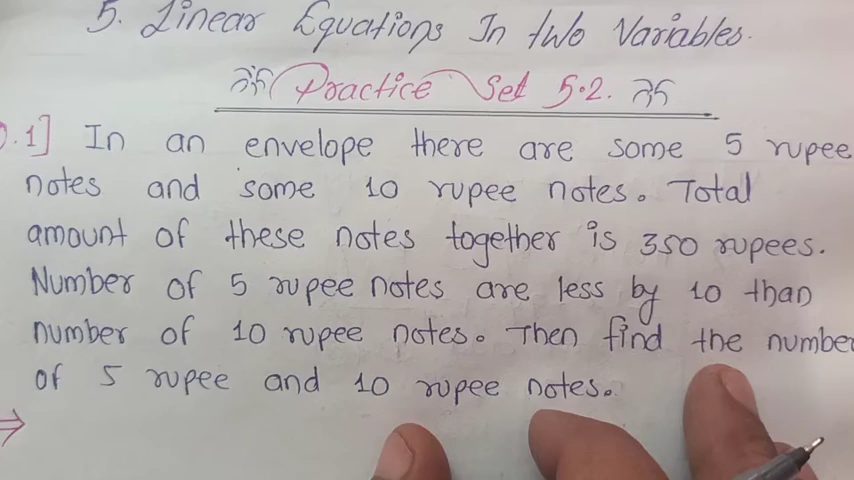 5. Linear Equations In two Variables.
Practice Set 5.2.
Q.1] In an envelope there are some 5 rupee
notes and some 10 rupee notes. Total
amount of these notes together is 350 rupees.
Number of 5 rupee notes are less by 10 than
number of 10 rupee notes. Then find the number
of 5 rupee and 10 rupee notes.
⇒